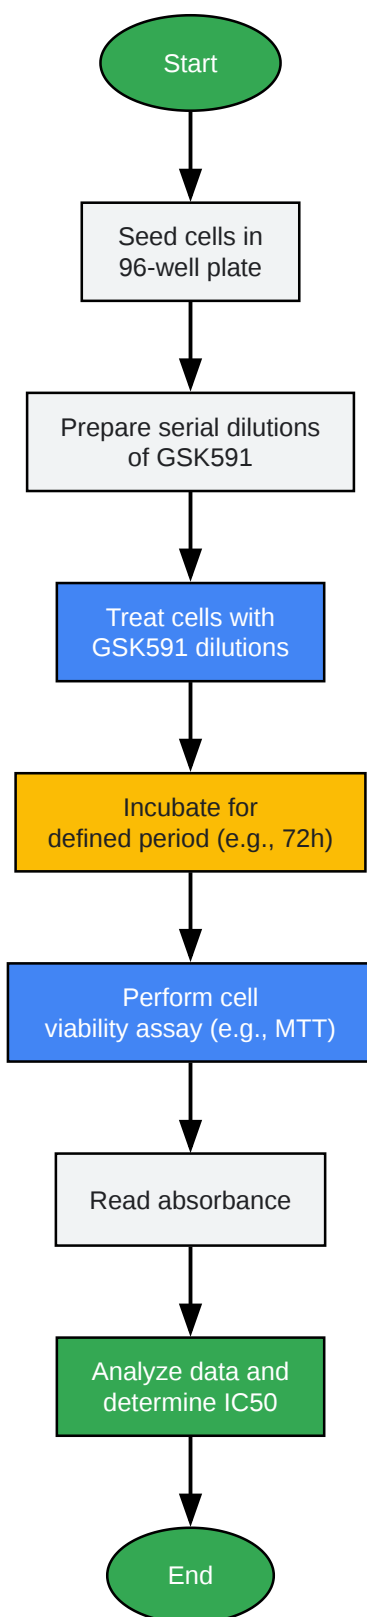 Start
Seed cells in
96-well plate
Prepare serial dilutions
of GSK591
Treat cells with
GSK591 dilutions
Incubate for
defined period (e.g., 72h)
Perform cell
viability assay (e.g., MTT)
Read absorbance
Analyze data and
determine IC50
End